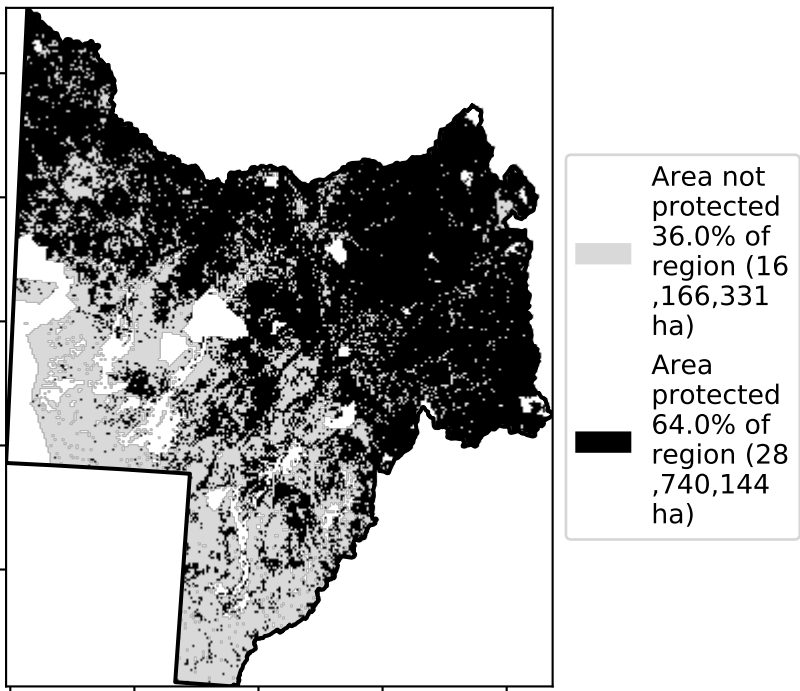 Area not
protected
36.0% of
region (16
,166,331
ha)
Area
protected
64.0% of
region (28
,740,144
ha)